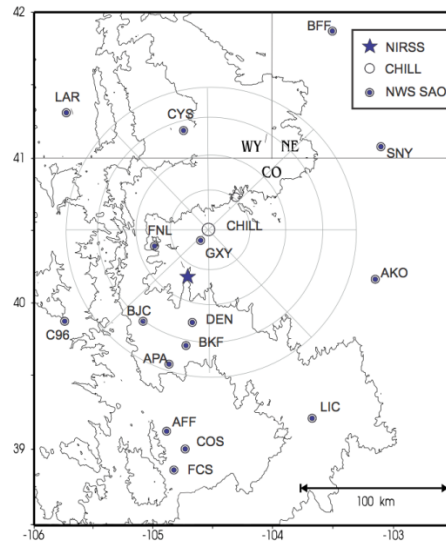 42
BFF
NIRSS
CHILL
NWS SAO
LAR
CYS
WY NE
SNY
41
CO
CHILL
FNL
GXY
AKO
40
BJC
DEN
C96
BKF
APA
LIC
AFF
39
COS
FCS
100 km
-106 -105 -104 -103